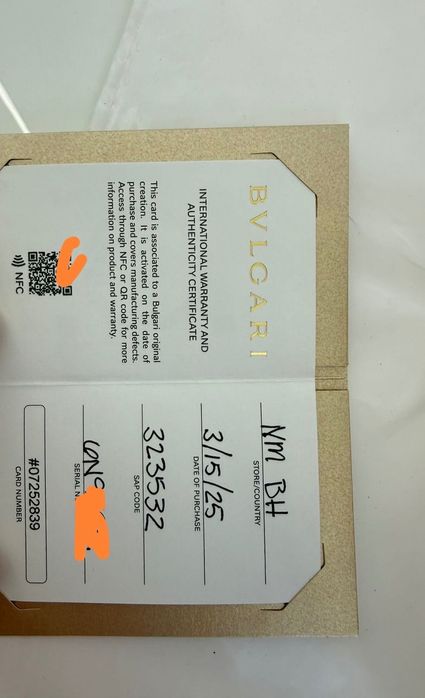 BVLGARI
INTERNATIONAL WARRANTY AND
AUTHENTICITY CERTIFICATE
This card is associated to a Bulgari original
creation. It is activated on the date of
purchase and covers manufacturing defects.
Access through NFC or QR code for more
information on product and warranty.
NFC
NM BH
STORE/COUNTRY
3/15/25
DATE OF PURCHASE
323532
SAP CODE
SERIAL
#07252839
CARD NUMBER